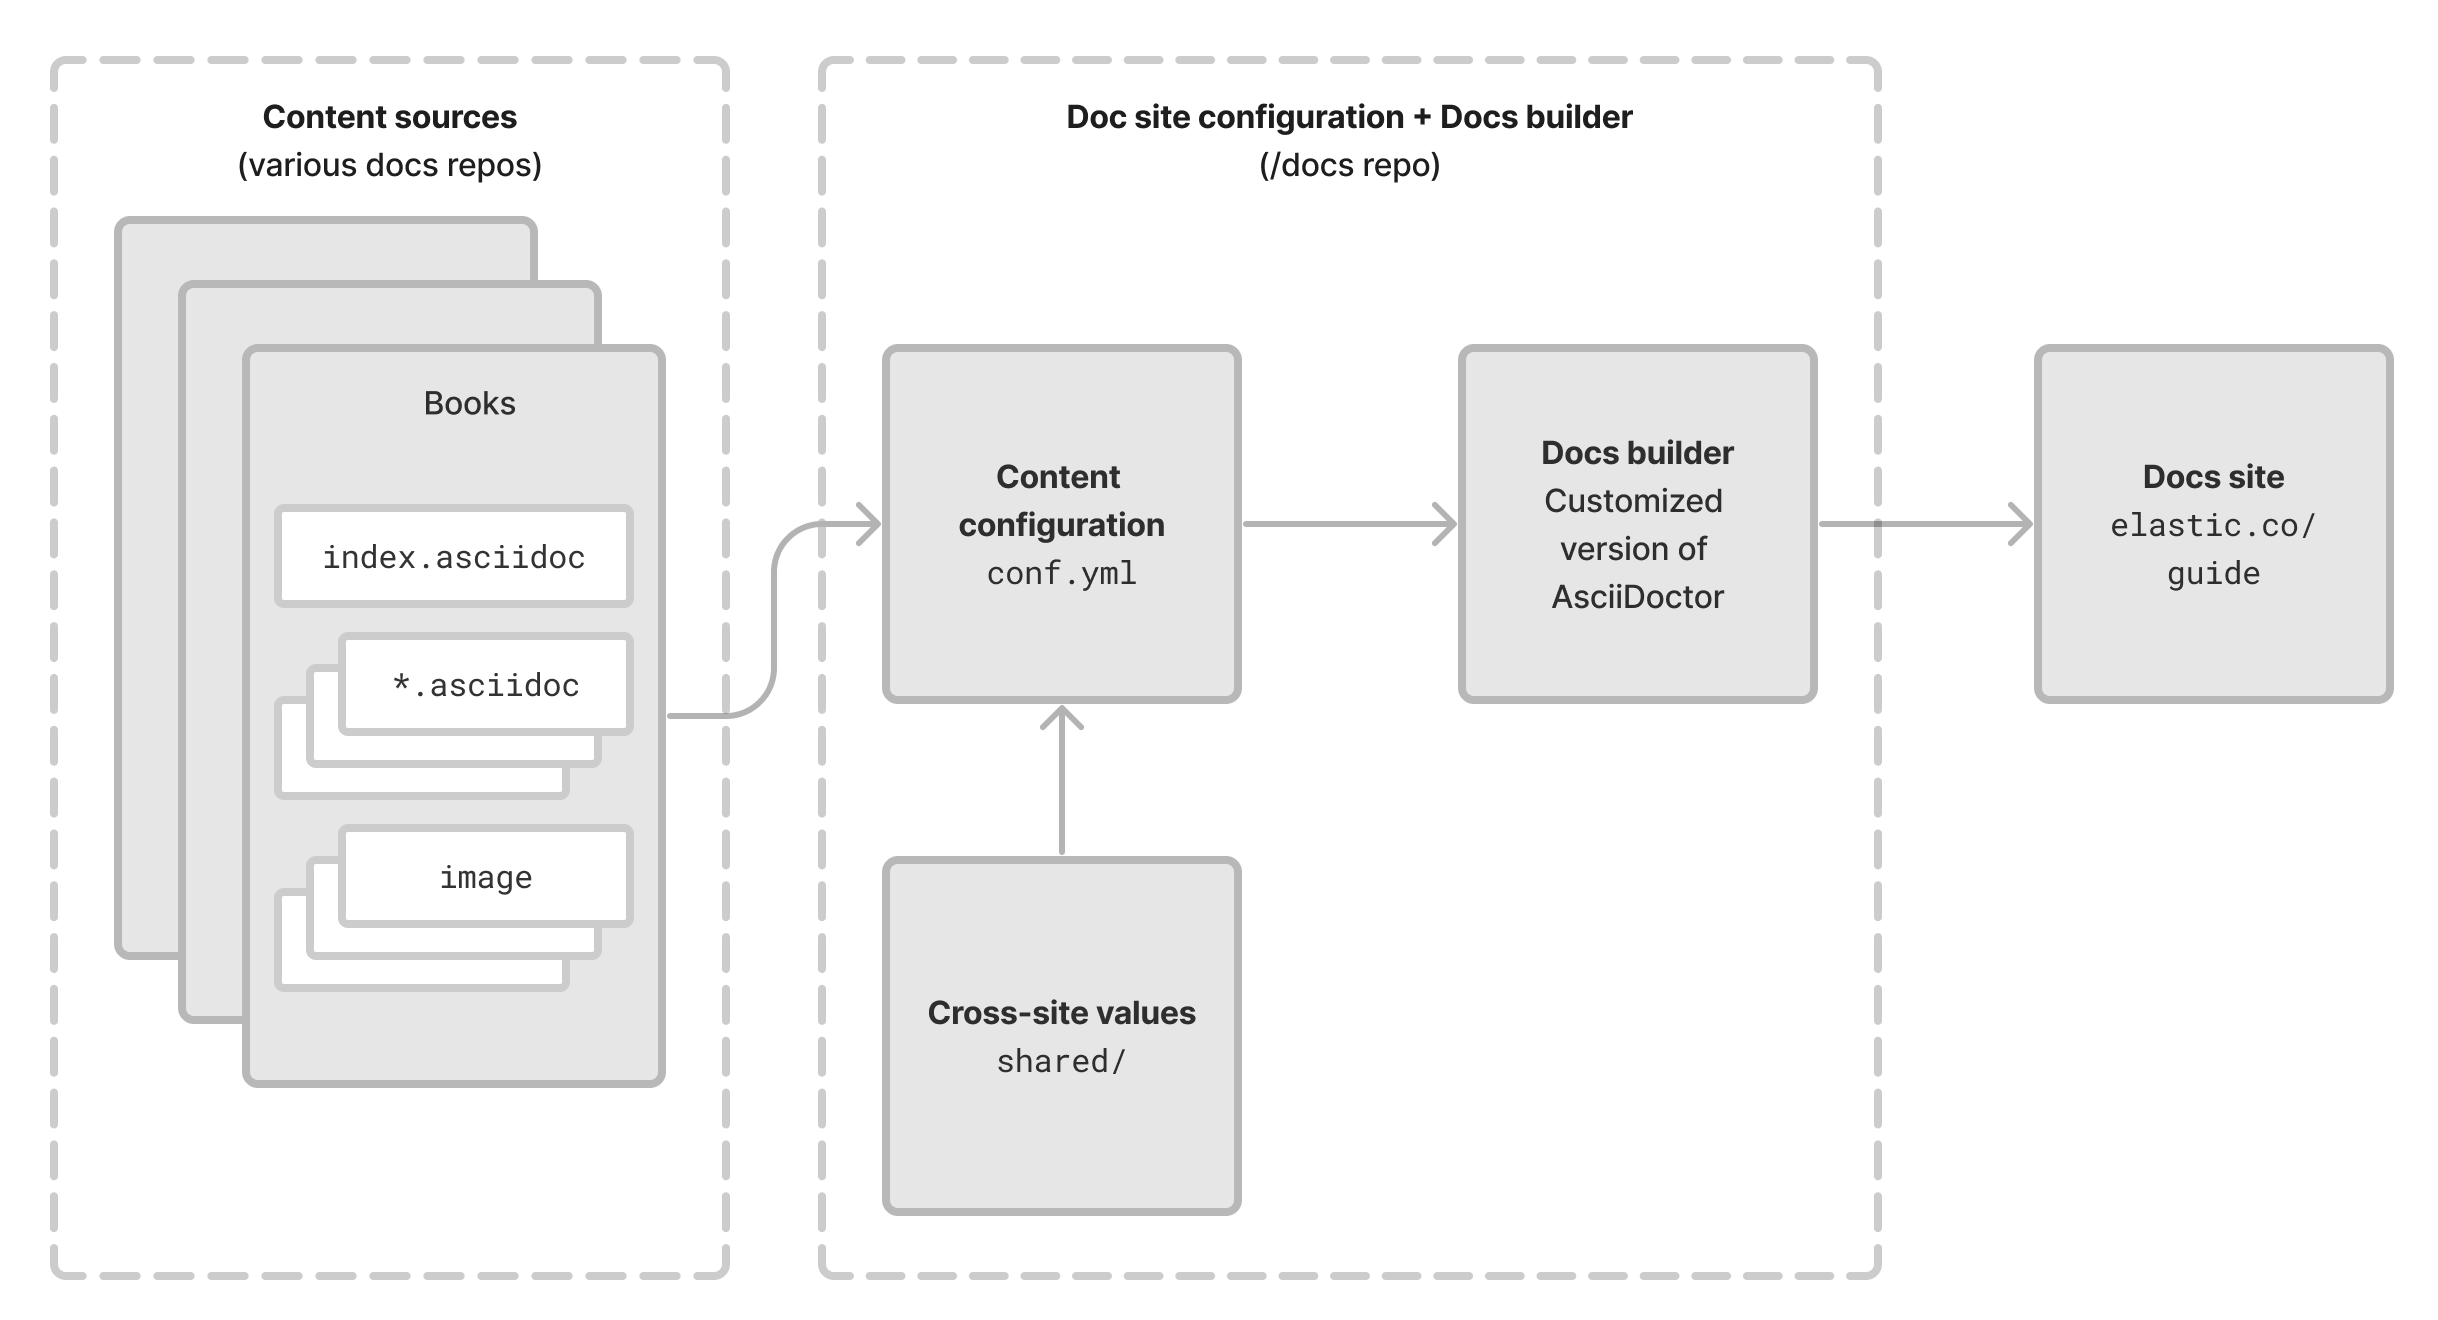 Content sources
(various docs repos)
Books
index.asciidoc
*.asciidoc
image
Doc site configuration + Docs builder
(/docs repo)
Content
configuration
conf.yml
Cross-site values
shared/
Docs builder
Customized
version of
AsciiDoctor
Docs site
elastic.co/
guide